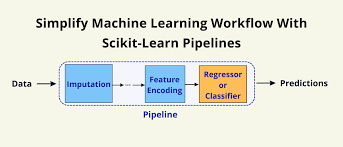 Simplify Machine Learning Workflow With
Scikit-Learn Pipelines
Data
Imputation
...
Feature
Encoding
Regressor
or
Classifier
Predictions
Pipeline